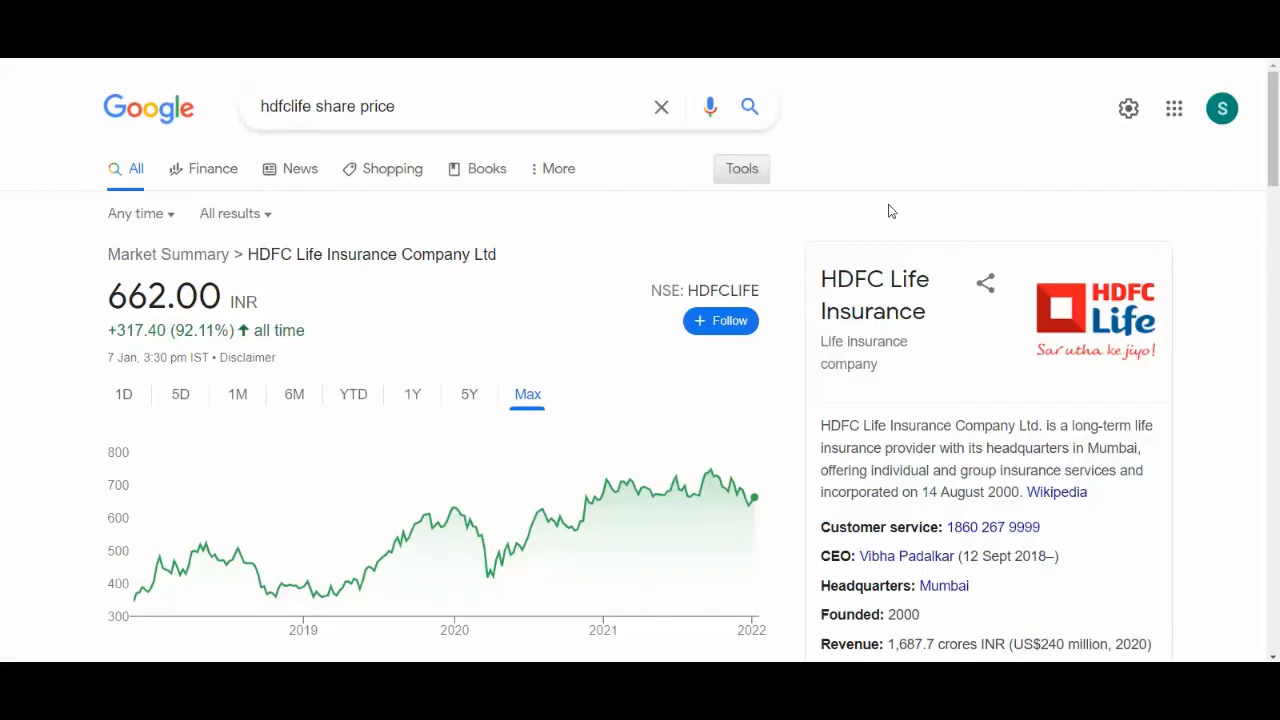 Google
hdfclife share price
S
All
Finance
News
Shopping
Books
More
Tools
Any time
All results
Market Summary > HDFC Life Insurance Company Ltd
662.00 INR
+317.40 (92.11%) all time
7 Jan, 3:30 pm IST • Disclaimer
NSE: HDFCLIFE
+ Follow
1D
5D
1M
6M
YTD
1Y
5Y
Max
800
700
600
500
400
300
2019
2020
2021
2022
HDFC Life
Insurance
Life insurance
company
HDFC
Life
Sar utha ke jiyo!
HDFC Life Insurance Company Ltd. is a long-term life
insurance provider with its headquarters in Mumbai,
offering individual and group insurance services and
incorporated on 14 August 2000. Wikipedia
Customer service: 1860 267 9999
CEO: Vibha Padalkar (12 Sept 2018–)
Headquarters: Mumbai
Founded: 2000
Revenue: 1,687.7 crores INR (US$240 million, 2020)